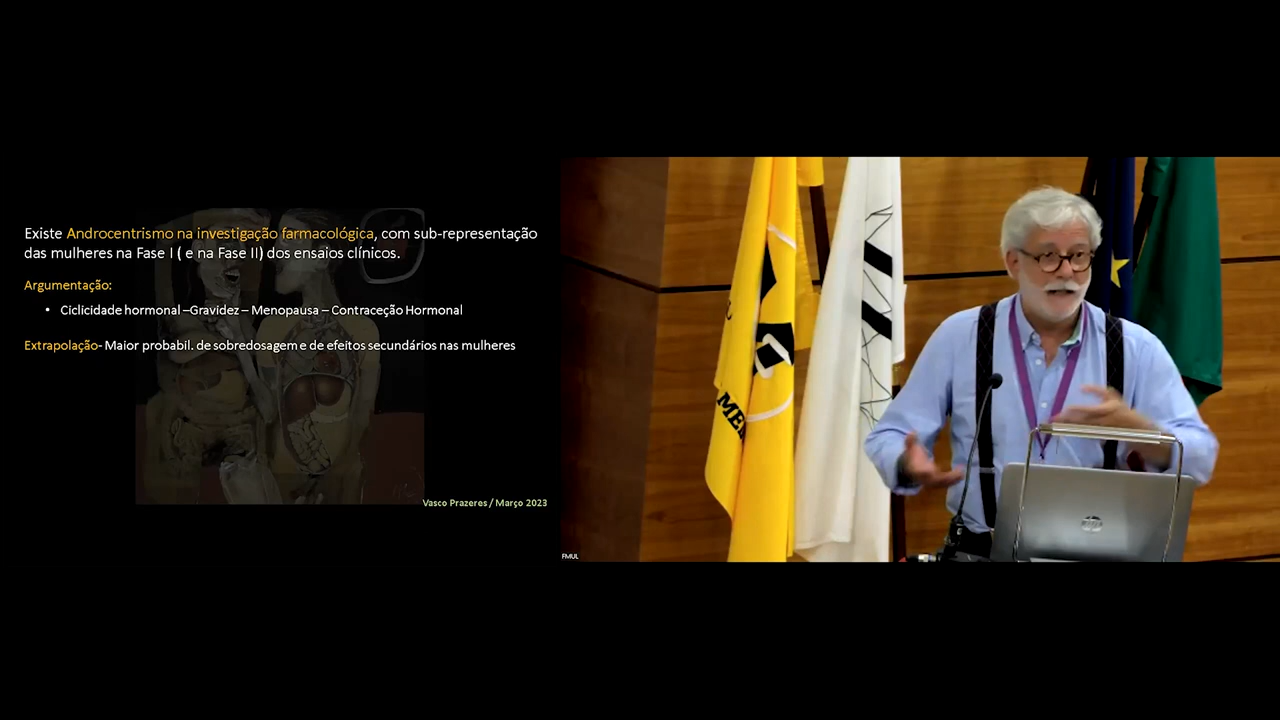 Existe Androcentrismo na investigação farmacológica, com sub-representação
das mulheres na Fase I ( e na Fase II) dos ensaios clínicos.
Argumentação:
• Ciclicidade hormonal –Gravidez – Menopausa – Contraceção Hormonal
Extrapolação- Maior probabil. de sobredosagem e de efeitos secundários nas mulheres
Vasco Prazeres / Março 2023
FMUL
hp